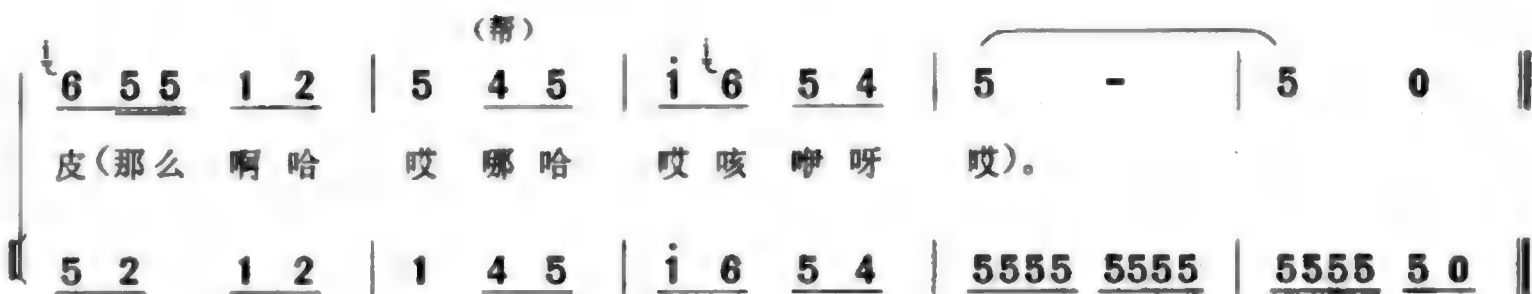 （帮）
6 5 5 1 2 | 5 4 5 | i 6 5 4 | 5 - | 5 0 ‖
皮（那么 啊哈 哎 哪哈 哎咳咿呀 哎）。
5 2 1 2 | 1 4 5 | i 6 5 4 | 5555 5555 | 5555 5 0 ‖